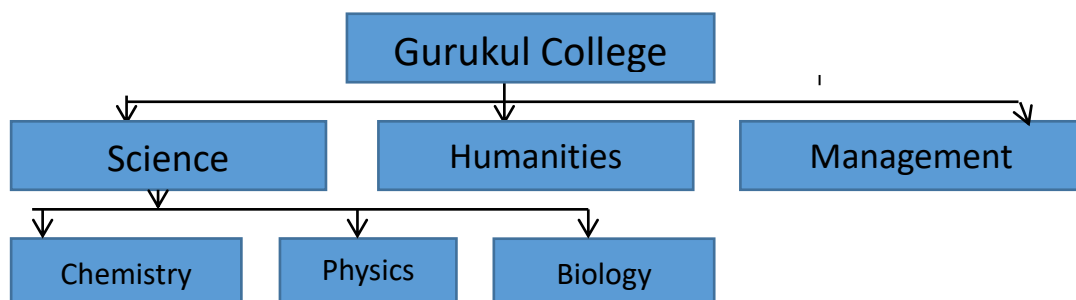 Gurukul College
Science
Humanities
Management
Chemistry
Physics
Biology